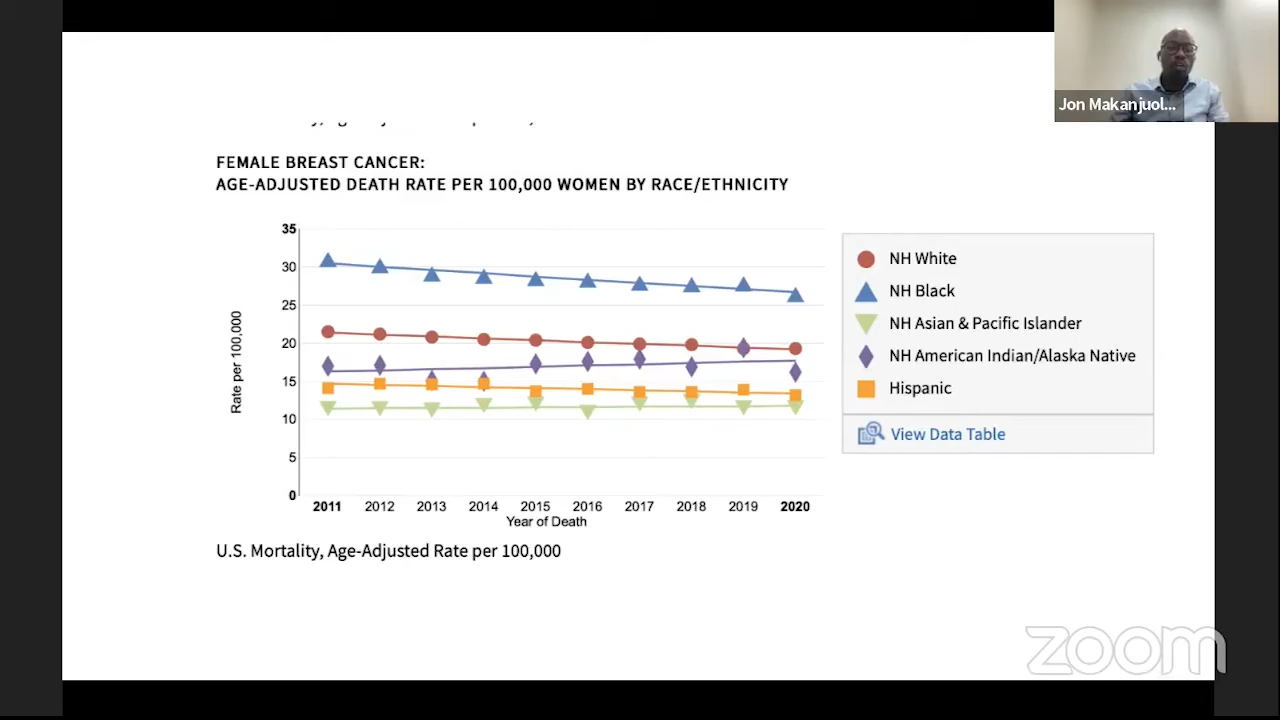 Jon Makanjuol...
FEMALE BREAST CANCER:
AGE-ADJUSTED DEATH RATE PER 100,000 WOMEN BY RACE/ETHNICITY
35
30
25
20
15
10
5
0
Rate per 100,000
2011 2012 2013 2014 2015 2016 2017 2018 2019 2020
Year of Death
NH White
NH Black
NH Asian & Pacific Islander
NH American Indian/Alaska Native
Hispanic
View Data Table
U.S. Mortality, Age-Adjusted Rate per 100,000
zoom